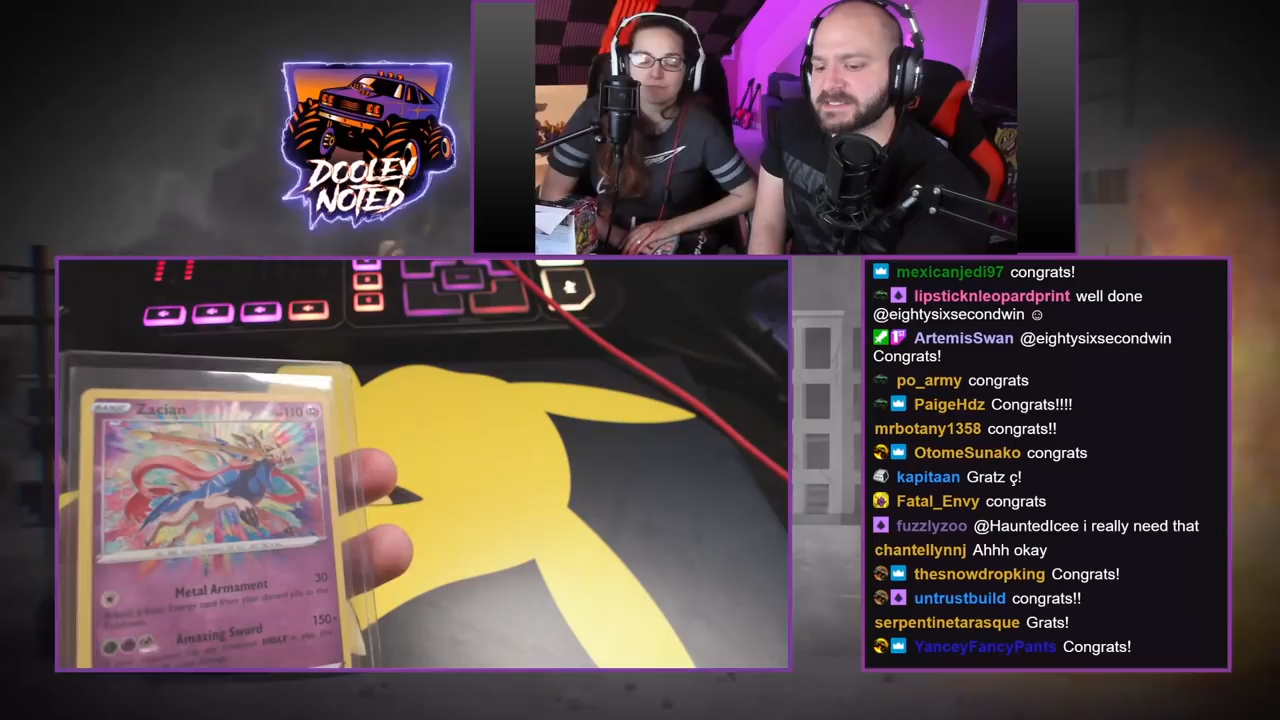 DOOLEY
NOTED
BASIC
Zacian
110
Metal Armament
30
Amazing Sword
150+
mexicanjedi97 congrats!
lipsticknleopardprint well done
@eightysixsecondwin ☺
ArtemisSwan @eightysixsecondwin
Congrats!
po_army congrats
PaigeHdz Congrats!!!!
mrbotany1358 congrats!!
OtomeSunako congrats
kapitaan Gratz ç!
Fatal_Envy congrats
fuzzlyzoo @HauntedIcee i really need that
chantellynnj Ahhh okay
thesnowdropking Congrats!
untrustbuild congrats!!
serpentinetarasque Grats!
YanceyFancyPants Congrats!